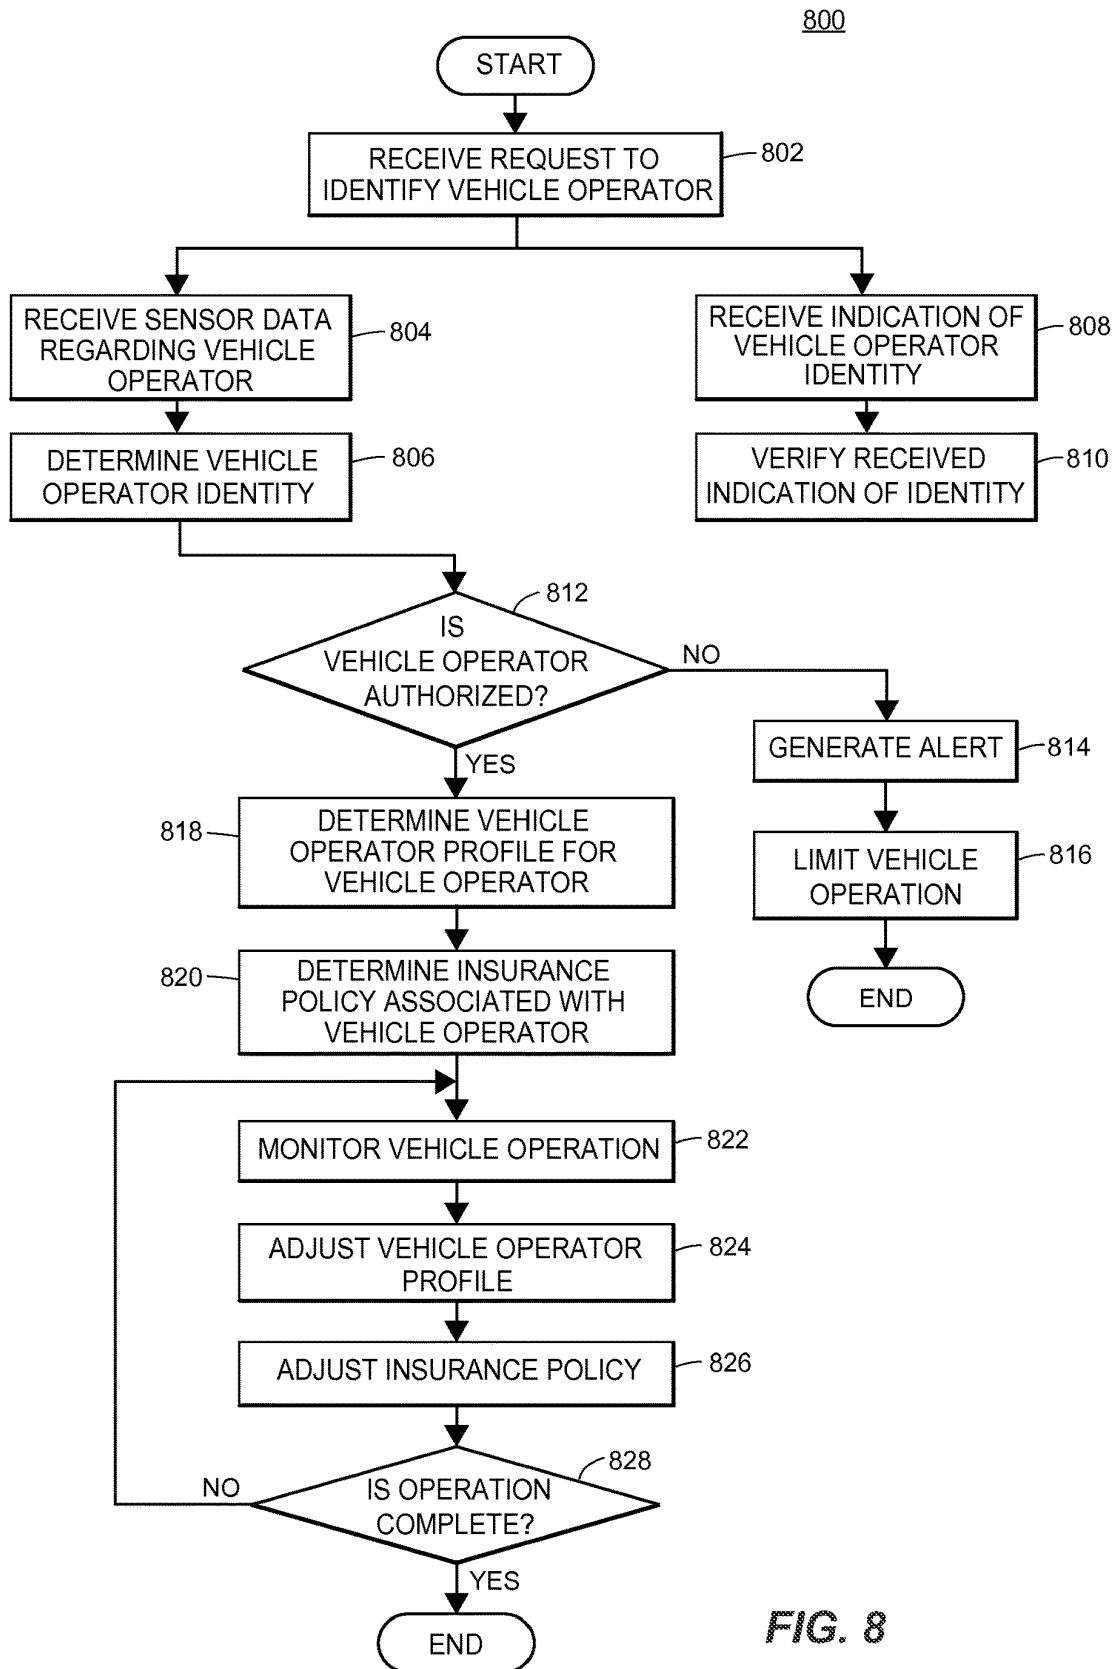 800
START
RECEIVE REQUEST TO
IDENTIFY VEHICLE OPERATOR
802
RECEIVE SENSOR DATA
REGARDING VEHICLE
OPERATOR
804
RECEIVE INDICATION OF
VEHICLE OPERATOR
IDENTITY
808
DETERMINE VEHICLE
OPERATOR IDENTITY
806
VERIFY RECEIVED
INDICATION OF IDENTITY
810
812
IS
VEHICLE OPERATOR
AUTHORIZED?
NO
YES
GENERATE ALERT
814
LIMIT VEHICLE
OPERATION
816
END
818
DETERMINE VEHICLE
OPERATOR PROFILE FOR
VEHICLE OPERATOR
820
DETERMINE INSURANCE
POLICY ASSOCIATED WITH
VEHICLE OPERATOR
MONITOR VEHICLE OPERATION
822
ADJUST VEHICLE OPERATOR
PROFILE
824
ADJUST INSURANCE POLICY
826
828
IS OPERATION
COMPLETE?
NO
YES
END
FIG. 8